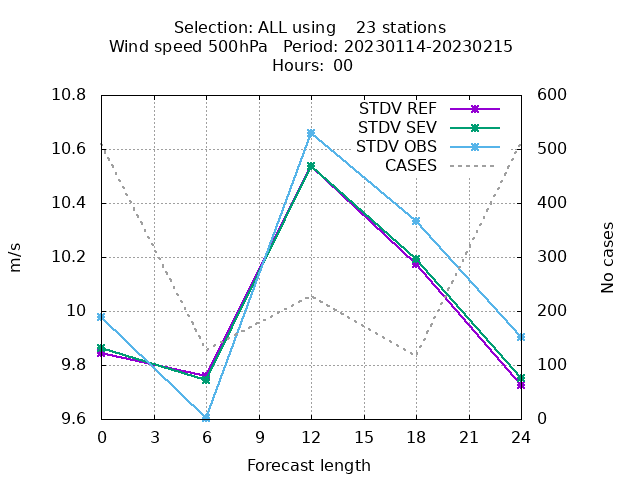 Selection: ALL using    23 stations
Wind speed 500hPa   Period: 20230114-20230215
Hours:  00
10.8
10.6
10.4
10.2
10
9.8
9.6
m/s
600
500
400
300
200
100
0
No cases
STDV REF
STDV SEV
STDV OBS
CASES
0 3 6 9 12 15 18 21 24
Forecast length